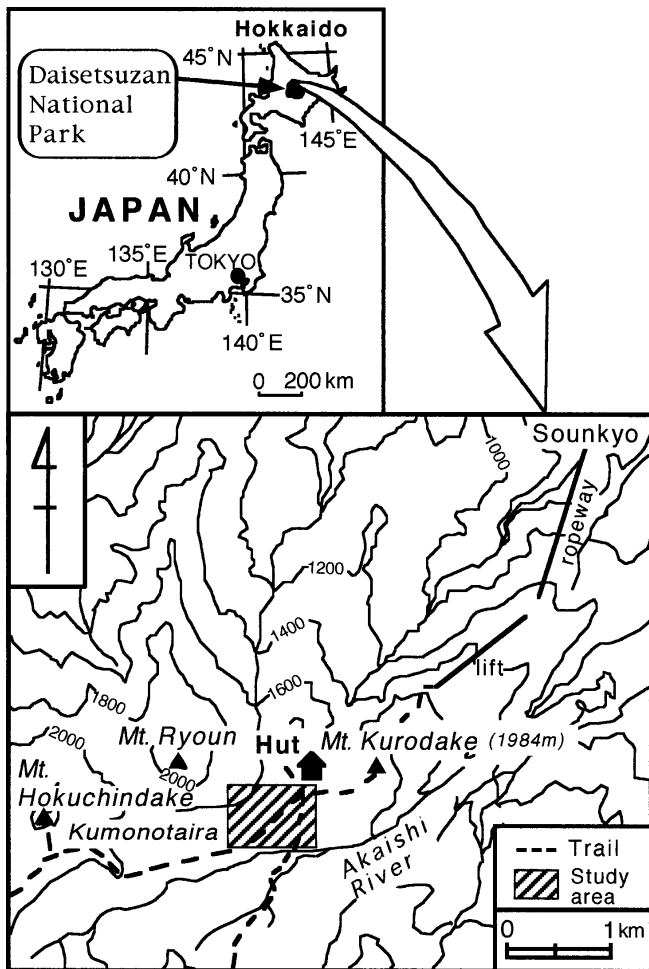 Hokkaido
45°N
Daisetsuzan
National
Park
145°E
40°N
JAPAN
135°E
130°E
TOKYO
35°N
140°E
0 200 km
Sounkyo
1000
ropeway
1200
1400
lift
1600
1800
2000
Mt. Ryoun
2000
Hut
Mt. Kurodake (1984m)
Mt.
Hokuchindake
Kumonotaira
Akaishi
River
Trail
Study
area
0 1
km